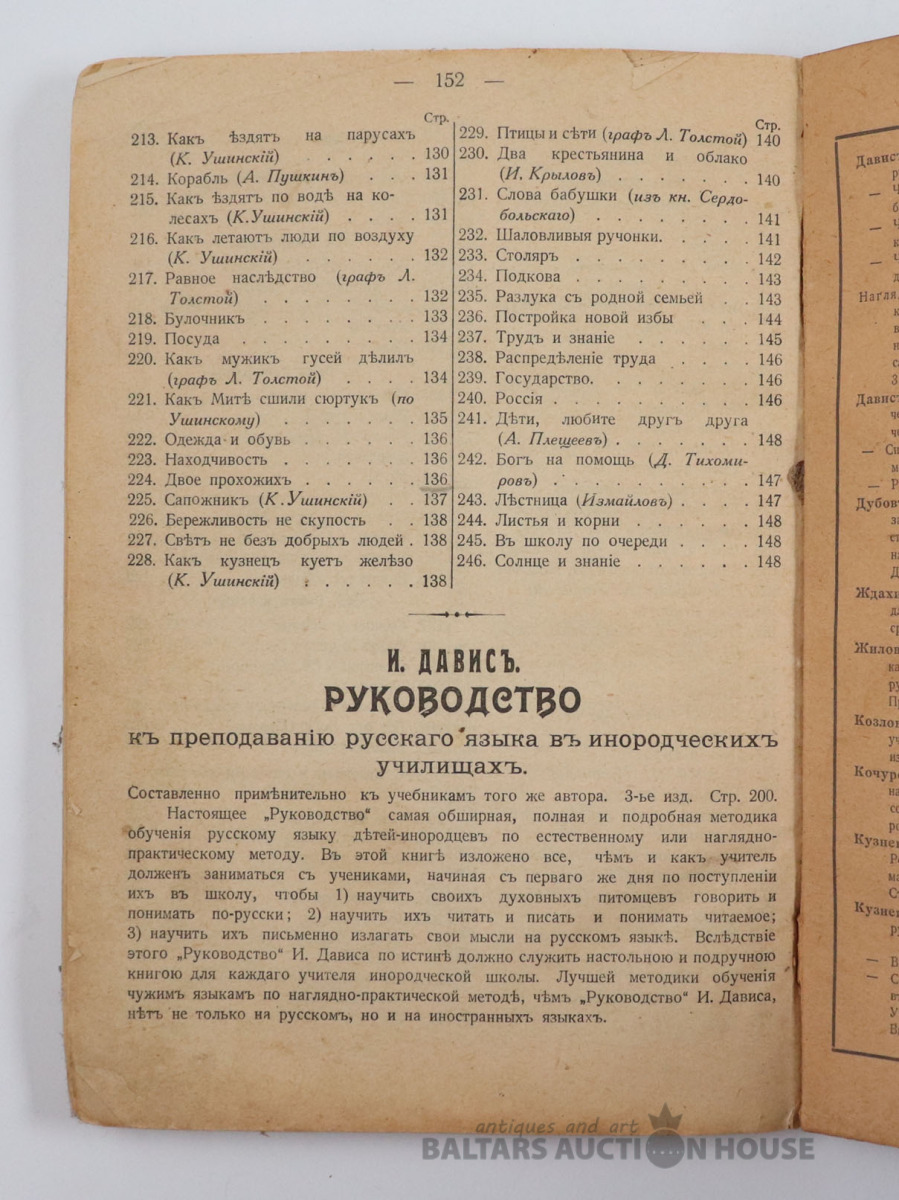 — 152 —
Стр.
213. Какъ ѣздятъ на парусахъ
(К. Ушинскій) . . . . . . 130
214. Корабль (А. Пушкинъ) . . . 131
215. Какъ ѣздятъ по водѣ на ко-
лесахъ (К.Ушинскій) . . . . 131
216. Какъ летаютъ люди по воздуху
(К. Ушинскій) . . . . . . 132
217. Равное наслѣдство (графъ Л.
Толстой) . . . . . . . . 132
218. Булочникъ . . . . . . . . 133
219. Посуда . . . . . . . . . 134
220. Какъ мужик гусей дѣлилъ
(графъ Л. Толстой) . . . . 134
221. Какъ Митѣ сшили сюртукъ (по
Ушинскому) . . . . . . . 135
222. Одежда и обувь . . . . . . 136
223. Находчивость . . . . . . . 136
224. Двое прохожихъ . . . . . . 136
225. Сапожникъ (К.Ушинскій) . . 137
226. Бережливость не скупость . . 138
227. Свѣтъ не безъ добрыхъ людей . 138
228. Какъ кузнец куетъ желѣзо
(К. Ушинскій) . . . . . . 138
Стр.
229. Птицы и сѣти (графъ Л. Толстой) 140
230. Два крестьянина и облако
(И. Крыловъ) . . . . . . . 140
231. Слова бабушки (изъ кн. Сердо-
больскаго) . . . . . . . . 141
232. Шаловливыя ручонки. . . . . 141
233. Столяръ . . . . . . . . . 142
234. Подкова . . . . . . . . . 143
235. Разлука съ родной семьей . . 143
236. Постройка новой избы . . . 144
237. Трудъ и знаніе . . . . . . 145
238. Распредѣленіе труда . . . . . 146
239. Государство. . . . . . . . 146
240. Россія . . . . . . . . . . 146
241. Дѣти, любите другъ друга
(А. Плещеевъ) . . . . . . . 148
242. Богъ на помощь (Д. Тихоми-
ровъ) . . . . . . . . . . 147
243. Лѣстница (Измайловъ) . . . . 147
244. Листья и корни . . . . . . 148
245. Въ школу по очереди . . . . 148
246. Солнце и знаніе . . . . . . 148
И. ДАВИСЪ.
РУКОВОДСТВО
къ преподаванію русскаго языка въ инородческихъ
училищахъ.
Составленно примѣнительно къ учебникамъ того же автора. 3-ье изд. Стр. 200.
Настоящее „Руководство“ самая обширная, полная и подробная методика
обученія русскому языку дѣтей-инородцевъ по естественному или наглядно-
практическому методу. Въ этой книгѣ изложено все, чѣмъ и какъ учитель
долженъ заниматься съ учениками, начиная съ перваго же дня по поступленіи
ихъ въ школу, чтобы 1) научить своихъ духовныхъ питомцевъ говорить и
понимать по-русски; 2) научить ихъ читать и писать и понимать читаемое;
3) научить ихъ письменно излагать свои мысли на русскомъ языкѣ. Вслѣдствіе
этого „Руководство“ И. Дависа по истинѣ должно служить настольною и подручною
книгою для каждаго учителя инородческой школы. Лучшей методики обученія
чужимъ языкамъ по наглядно-практической методѣ, чѣмъ „Руководство“ И. Дависа,
нѣтъ не только на русскомъ, но и на иностранныхъ языкахъ.
antiques and art
BALTARS AUCTION HOUSE